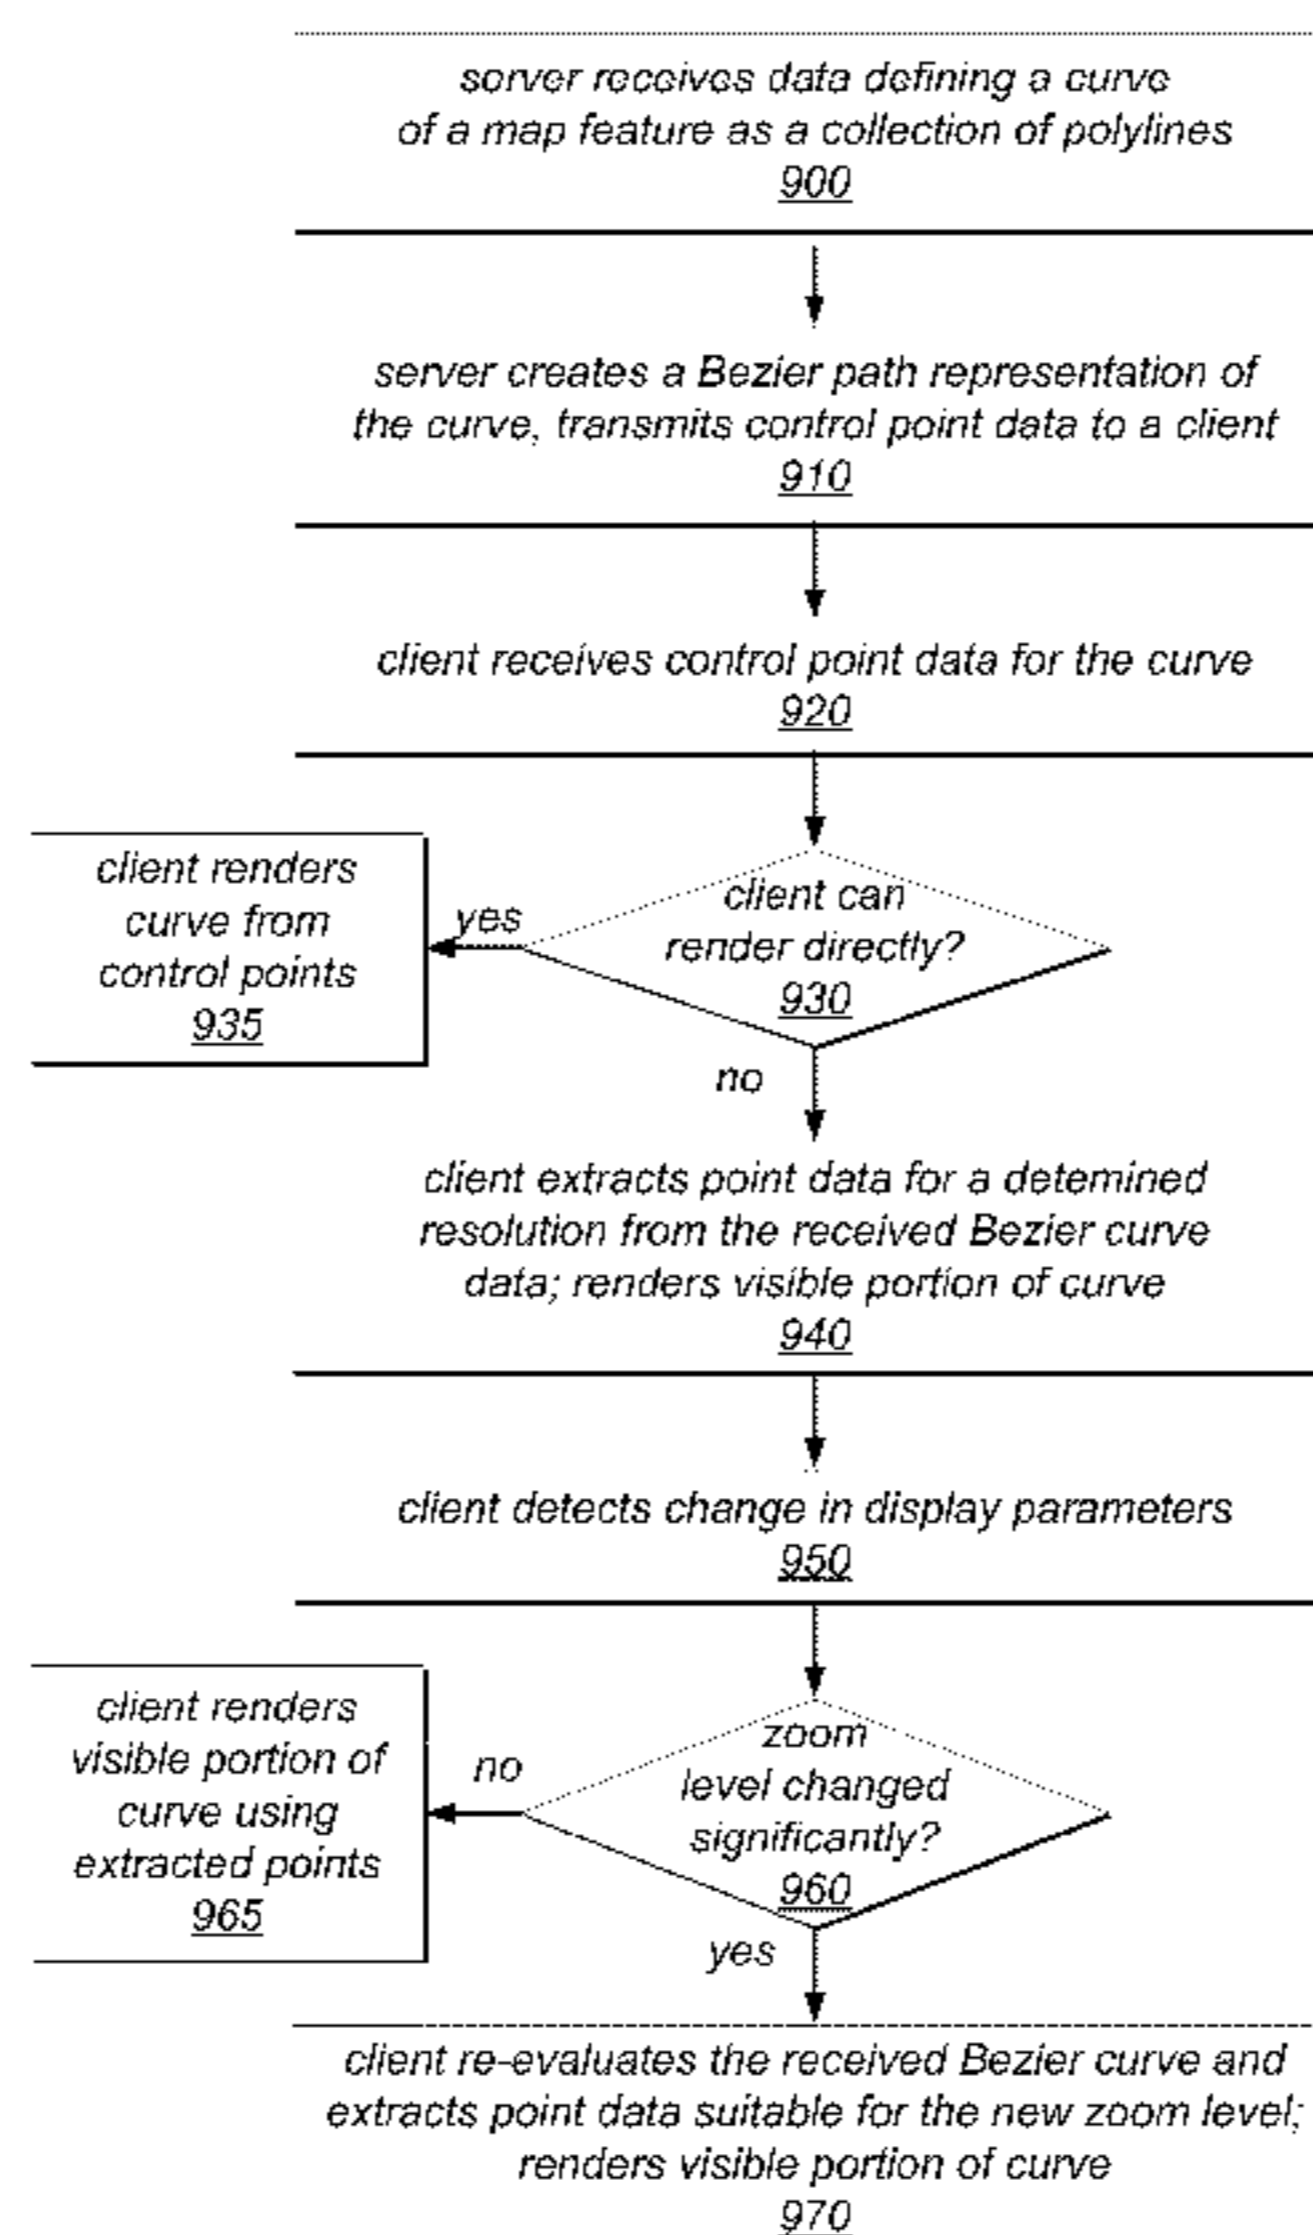 server receives data defining a curve
of a map feature as a collection of polylines
900
server creates a Bezier path representation of
the curve, transmits control point data to a client
910
client receives control point data for the curve
920
client can
render directly?
930
yes
client renders
curve from
control points
935
no
client extracts point data for a detemined
resolution from the received Bezier curve
data; renders visible portion of curve
940
client detects change in display parameters
950
zoom
level changed
significantly?
960
no
client renders
visible portion of
curve using
extracted points
965
yes
client re-evaluates the received Bezier curve and
extracts point data suitable for the new zoom level;
renders visible portion of curve
970